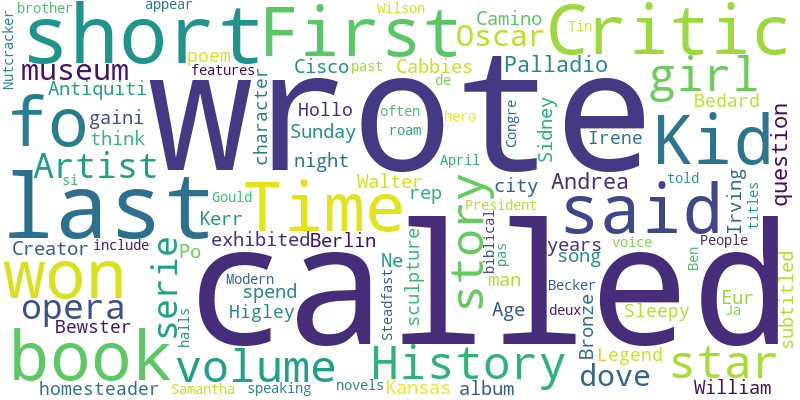 brother
appear
Wilson
Camino
Nutcracker
short
First
Oscar
Critic
poem
museum
features
Cisco
past
Cabbies
Palladio
girl
Antiquiti
character
wrote
de
Bedard
fo
gaini
Hollo
often
hero
Congre
Sidney
Kid
question
think
Sunday
roam
Irene
Artist
night
April
told
last
si
Time
Walter
rep
city
Andrea
said
Irving
titles
Gould
President
Kerr
story
biblical
Creator
include
serie
Po
exhibited
Berlin
called
pas
years
voice
People
song
Ben
subtitled
won
Modern
Ne
sculpture
man
Becker
Eur
opera
spend
Steadfast
Age
deux
Bronze
Sleepy
Ja
Bewster
halls
Higley
book
volume
History
Legend
star
dove
homesteader
Samantha
speaking
novels
Kansas
album
William